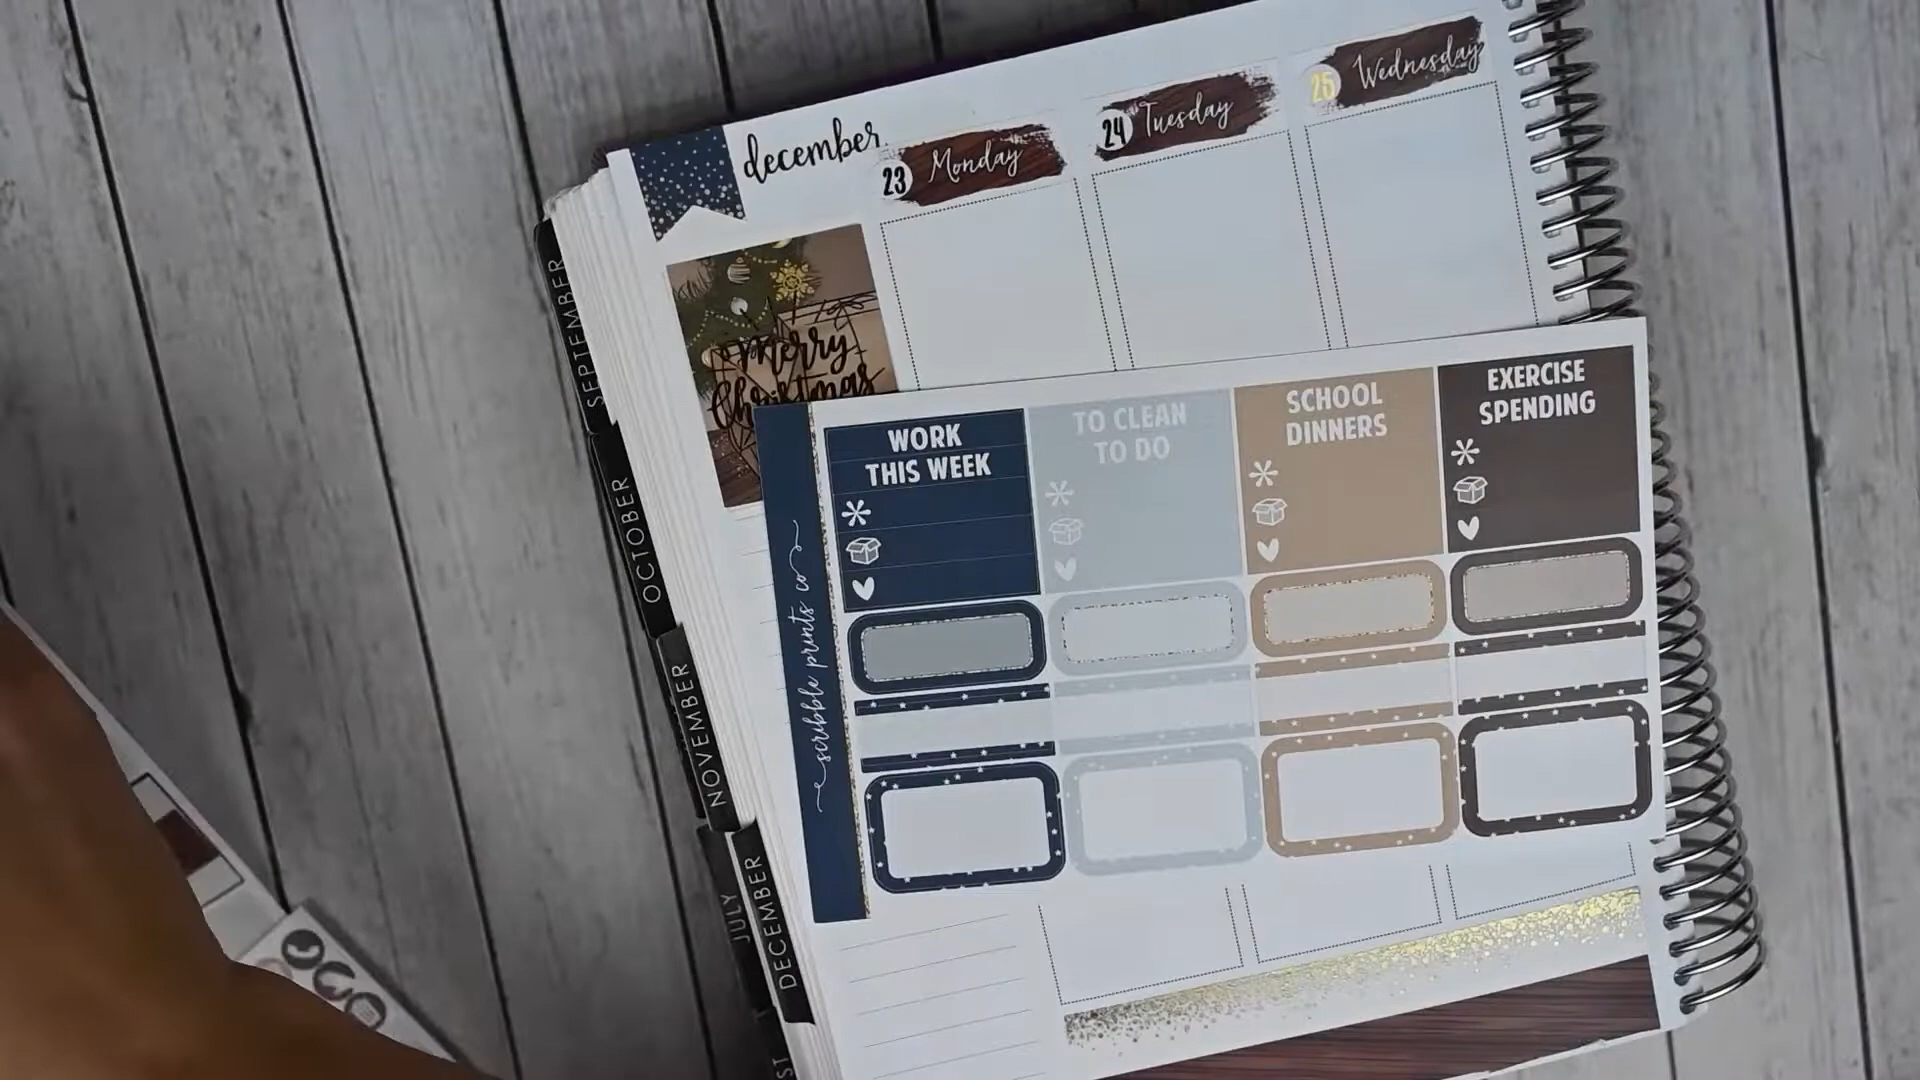 december
23 Monday
24 Tuesday
25 Wednesday
Merry
Christmas
WORK
THIS WEEK
TO CLEAN
TO DO
SCHOOL
DINNERS
EXERCISE
SPENDING
scribble prints co
SEPTEMBER
OCTOBER
NOVEMBER
JULY
DECEMBER
ST